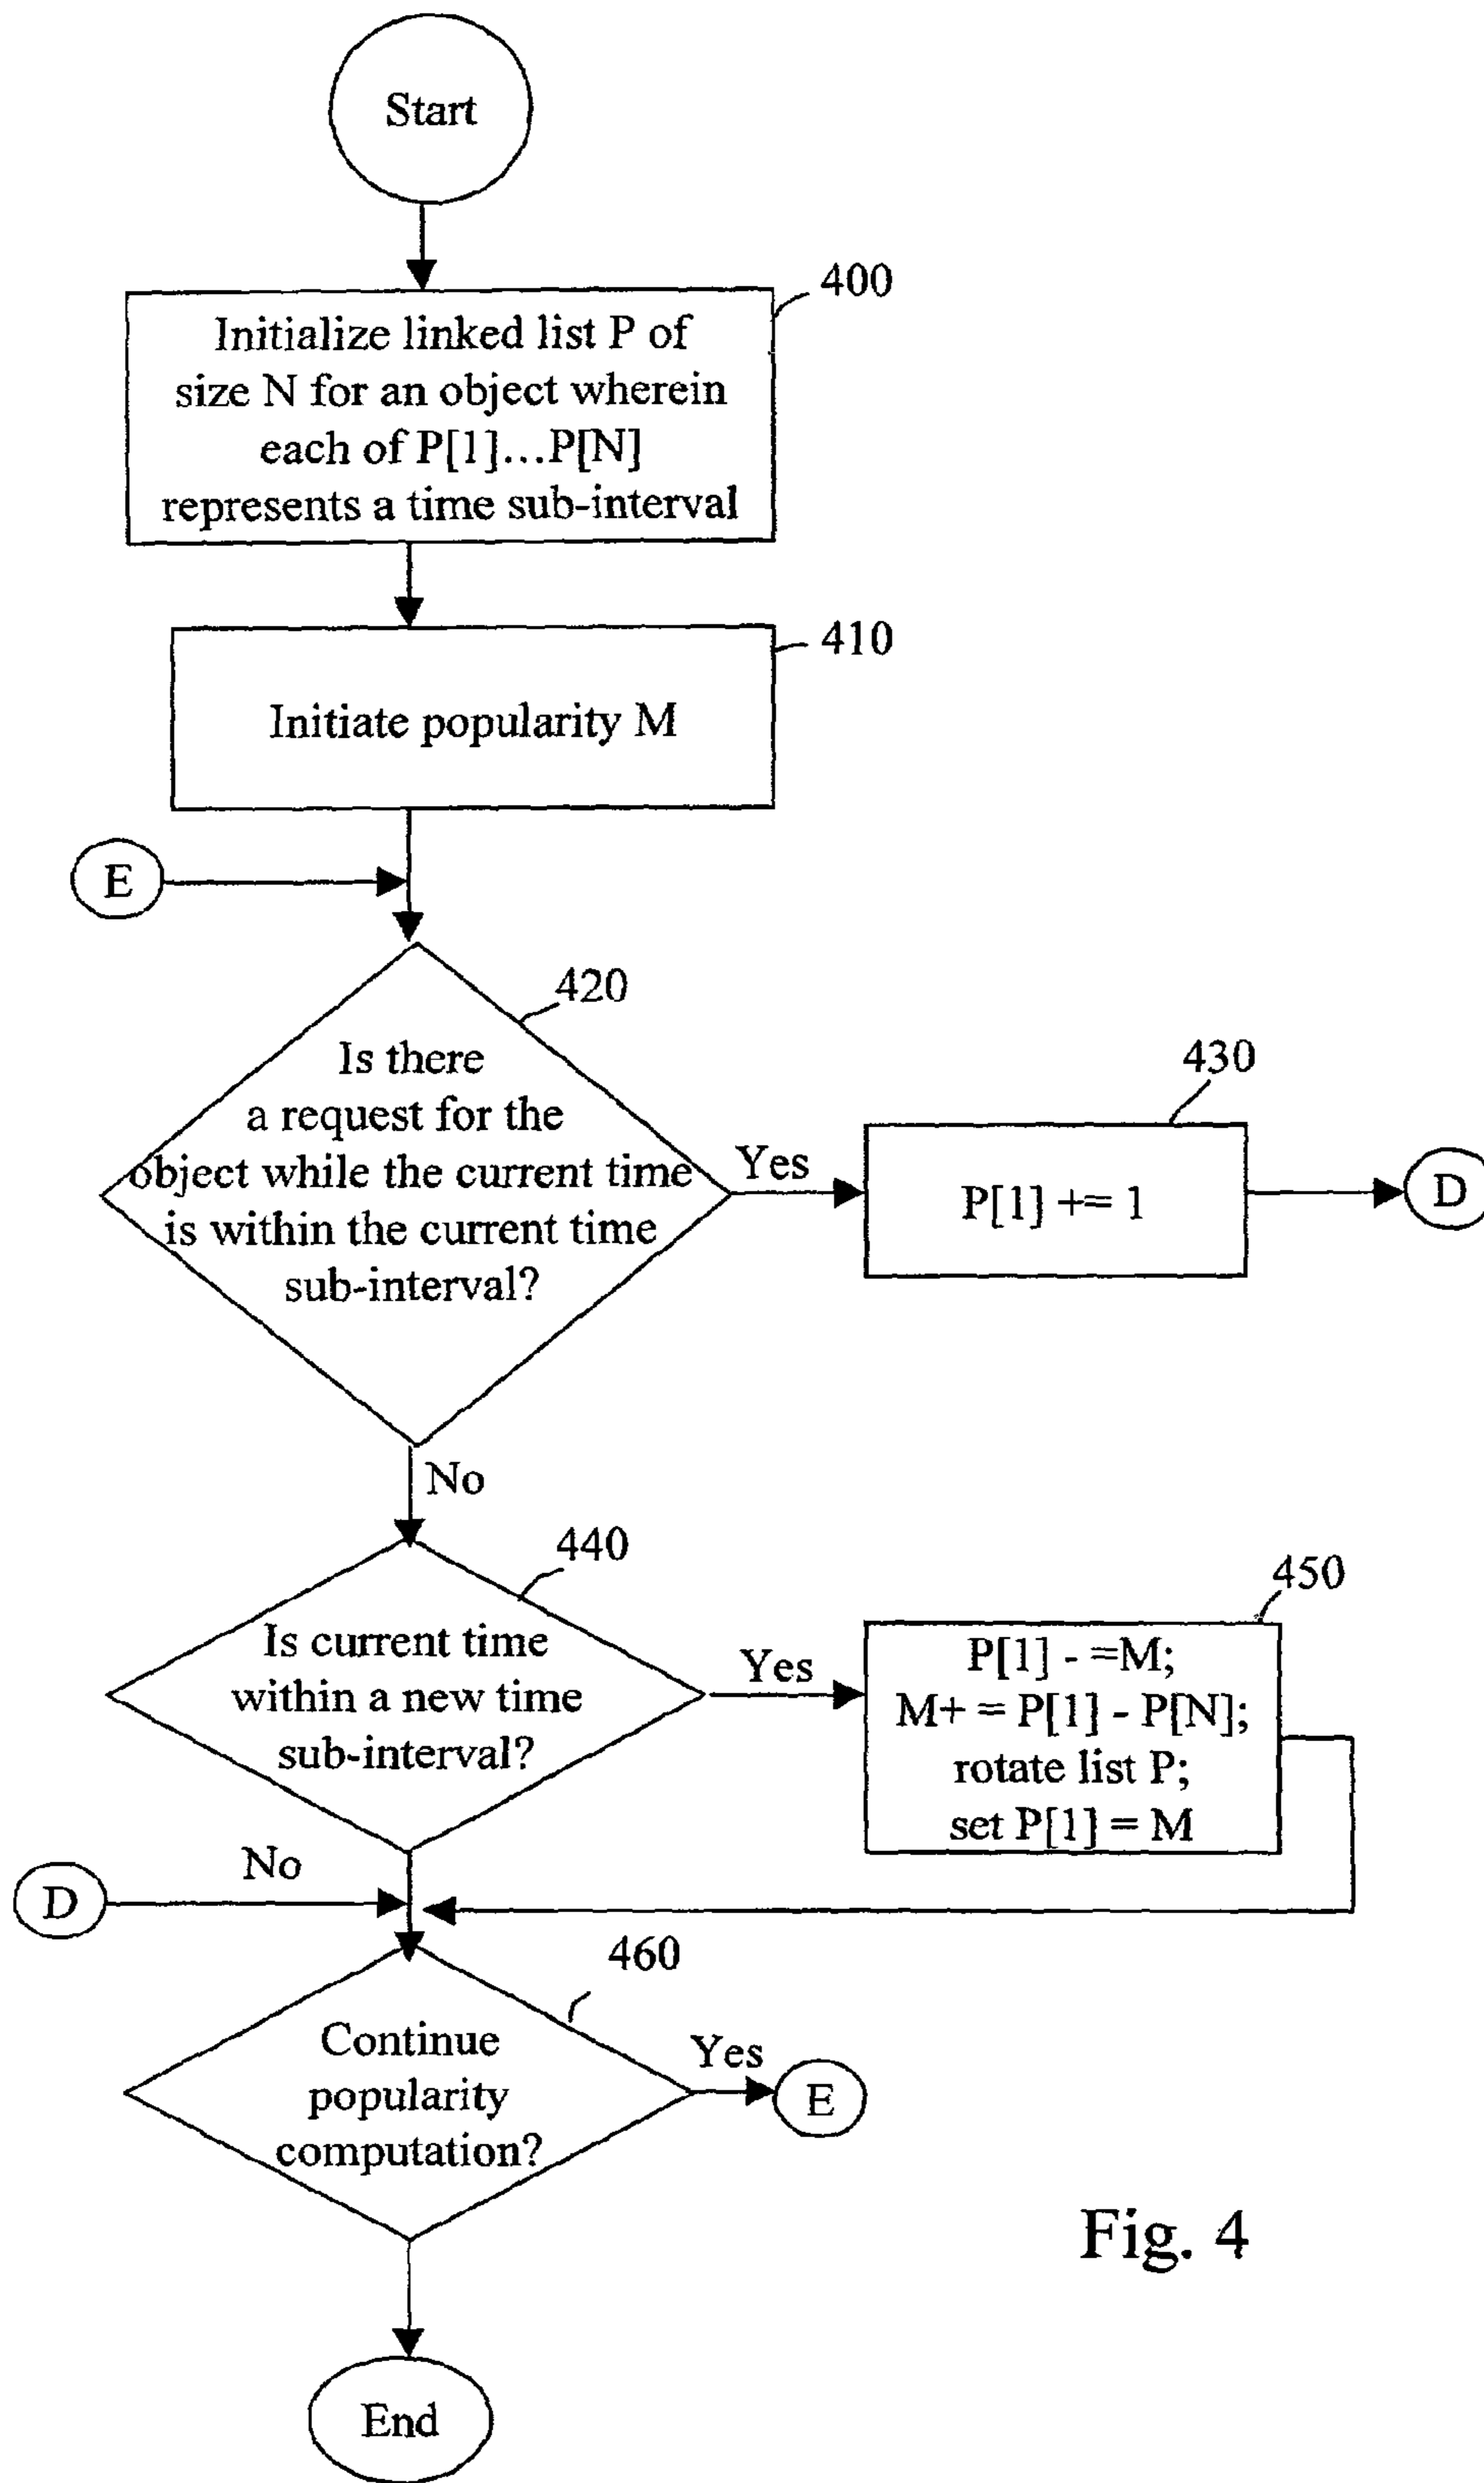 Start
400
Initialize linked list P of
size N for an object wherein
each of P[1]...P[N]
represents a time sub-interval
410
Initiate popularity M
E
420
Is there
a request for the
object while the current time
is within the current time
sub-interval?
Yes
430
P[1] += 1
D
No
440
Is current time
within a new time
sub-interval?
Yes
450
P[1] - =M;
M+ = P[1] - P[N];
rotate list P;
set P[1] = M
No
D
460
Continue
popularity
computation?
Yes
E
Fig. 4
End